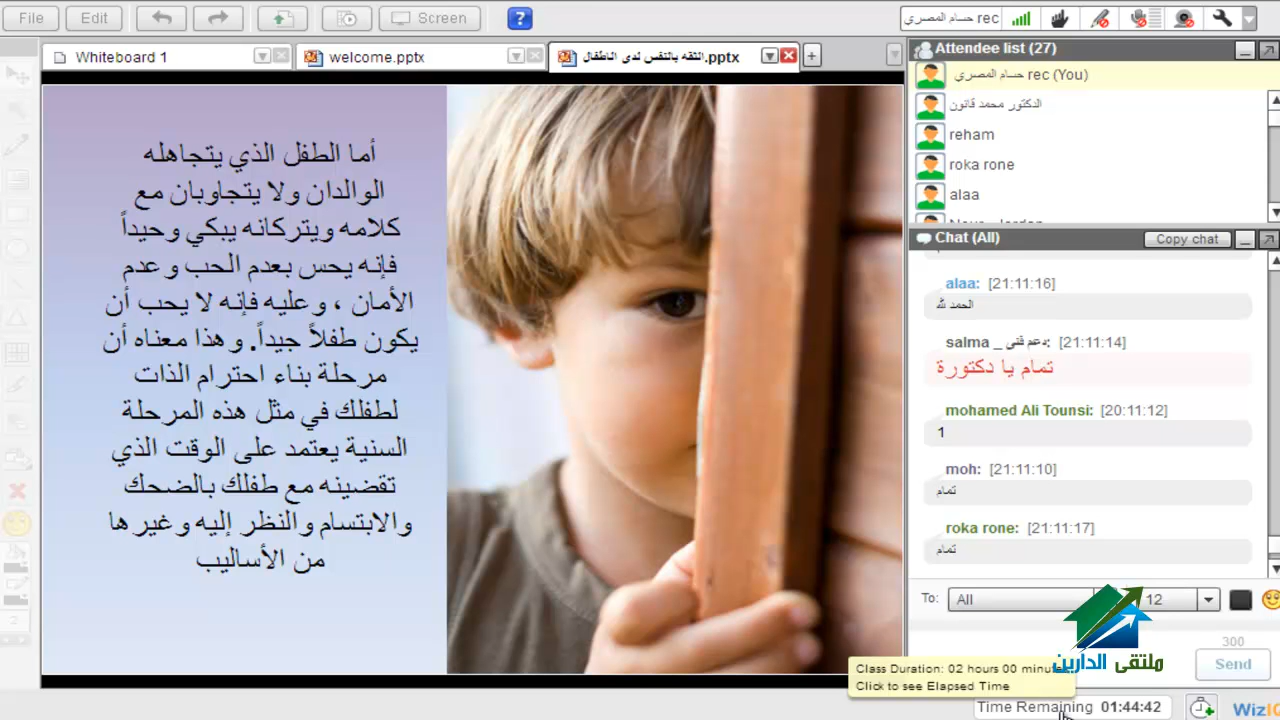 File
Edit
Screen
?
حسام المصري rec
Whiteboard 1
welcome.pptx
الثقه بالنفس لدى الاطفال.pptx
Attendee list (27)
حسام المصري rec (You)
الدكتور محمد قانون
reham
roka rone
alaa
أما الطفل الذي يتجاهله
الوالدان ولا يتجاوبان مع
كلامه ويتركانه يبكي وحيداً
فإنه يحس بعدم الحب وعدم
الأمان ، وعليه فإنه لا يحب أن
يكون طفلاً جيداً. وهذا معناه أن
مرحلة بناء احترام الذات
لطفلك في مثل هذه المرحلة
السنية يعتمد على الوقت الذي
تقضينه مع طفلك بالضحك
والابتسام والنظر إليه وغيرها
من الأساليب
Chat (All)
Copy chat
alaa: [21:11:16]
الحمد لله
salma _ دعم فنى: [21:11:14]
تمام يا دكتورة
mohamed Ali Tounsi: [20:11:12]
1
moh: [21:11:10]
تمام
roka rone: [21:11:17]
تمام
To: All
12
ملتقى الدارين
300
Send
Class Duration: 02 hours 00 minute
Click to see Elapsed Time
Time Remaining 01:44:42